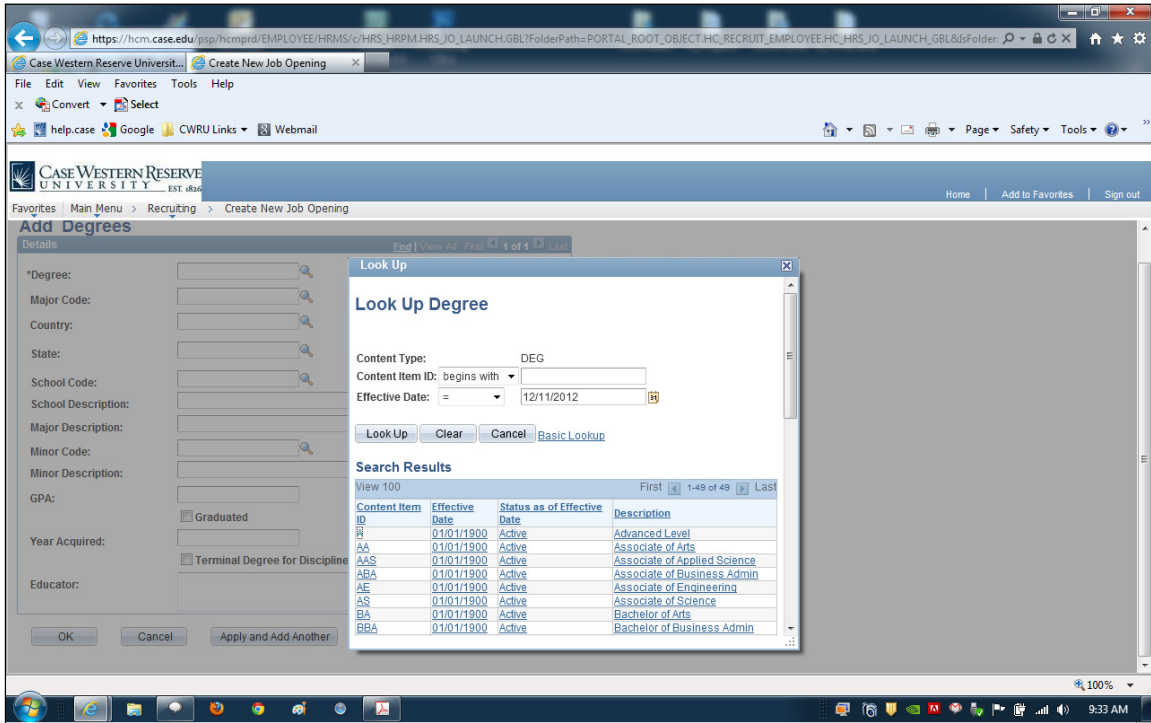 https://hcm.case.edu/psp/hcmprd/EMPLOYEE/HRMS/c/HRS_HRPM.HRS_JO_LAUNCH.GBL?FolderPath=PORTAL_ROOT_OBJECT.HC_RECRUIT_EMPLOYEE.HC_HRS_JO_LAUNCH_GBL&IsFolder:
Case Western Reserve Universit... Create New Job Opening
File Edit View Favorites Tools Help
x Convert Select
help.case Google CWRU Links Webmail Page Safety Tools
CASE WESTERN RESERVE
UNIVERSITY EST. 1826
Home | Add to Favorites | Sign out
Favorites Main Menu > Recruiting > Create New Job Opening
Add Degrees
Details Find | View All First 1 of 1 Last
*Degree:
Major Code:
Country:
State:
School Code:
School Description:
Major Description:
Minor Code:
Minor Description:
GPA:
Graduated
Year Acquired:
Terminal Degree for Discipline
Educator:
OK Cancel Apply and Add Another
Look Up
Look Up Degree
Content Type: DEG
Content Item ID: begins with
Effective Date: = 12/11/2012 31
Look Up Clear Cancel Basic Lookup
Search Results
View 100 First 1-49 of 49 Last
Content Item ID Effective Date Status as of Effective Date Description
A 01/01/1900 Active Advanced Level
AA 01/01/1900 Active Associate of Arts
AAS 01/01/1900 Active Associate of Applied Science
ABA 01/01/1900 Active Associate of Business Admin
AE 01/01/1900 Active Associate of Engineering
AS 01/01/1900 Active Associate of Science
BA 01/01/1900 Active Bachelor of Arts
BBA 01/01/1900 Active Bachelor of Business Admin
100%
9:33 AM